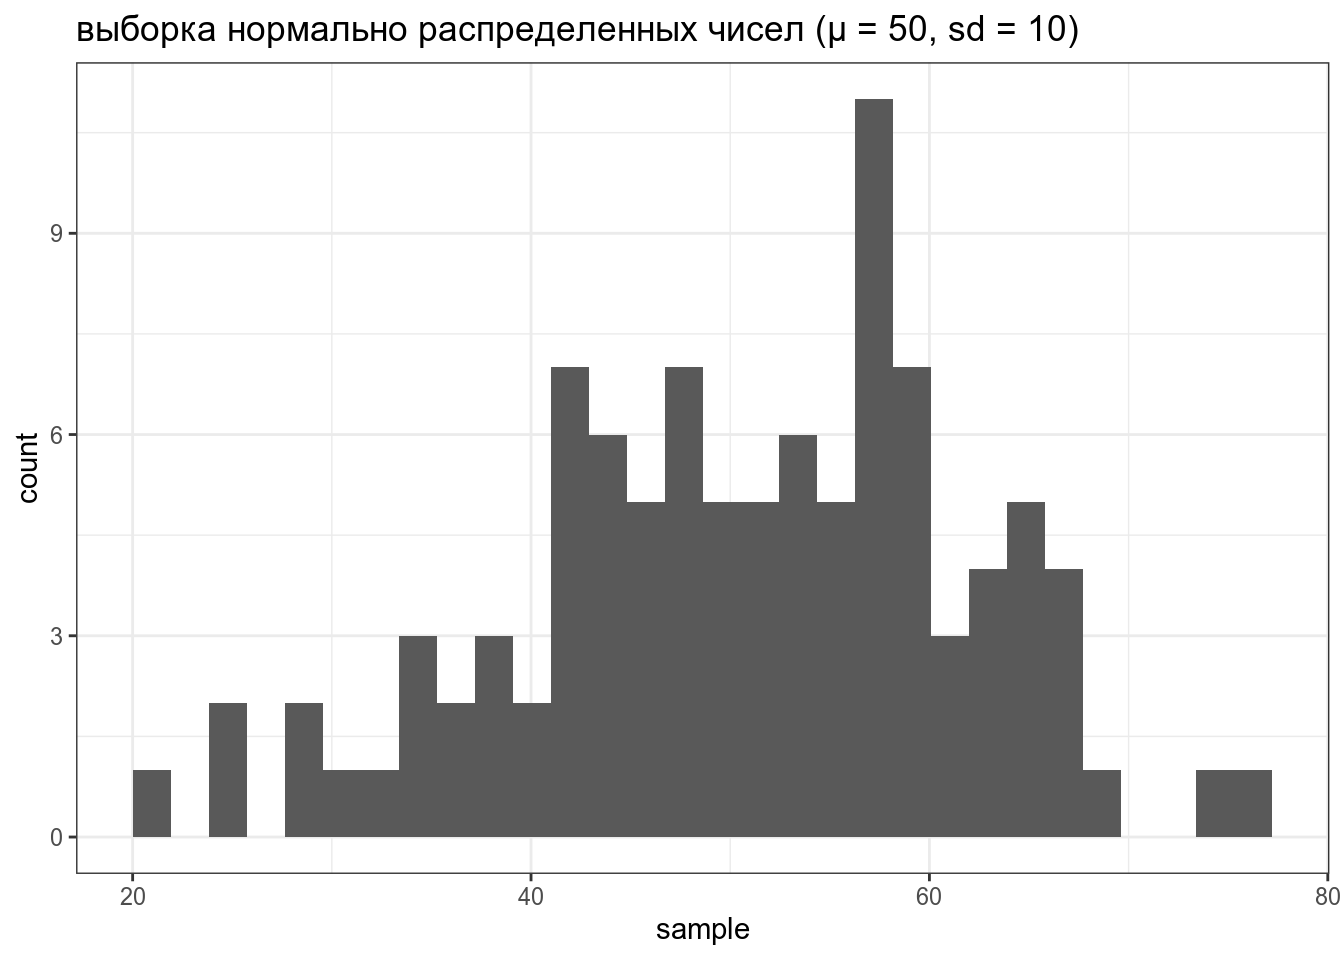 выборка нормально распределенных чисел (μ = 50, sd = 10)
9
6
3
0
count
20 40 60 80
sample